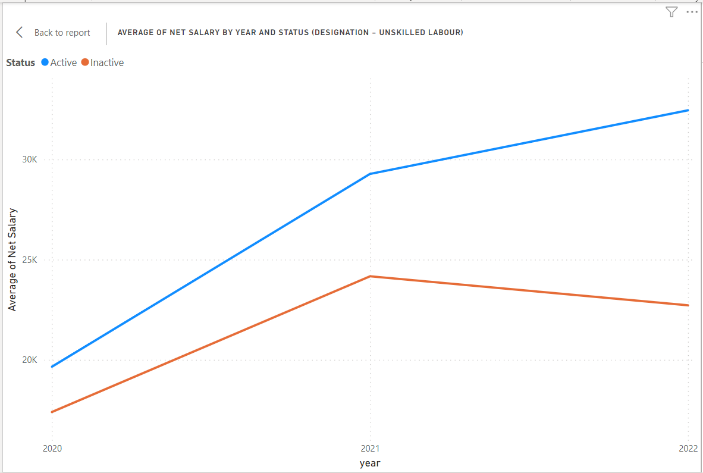 Back to report
AVERAGE OF NET SALARY BY YEAR AND STATUS (DESIGNATION – UNSKILLED LABOUR)
Status Active Inactive
30K
25K
20K
Average of Net Salary
2020 2021 2022
year